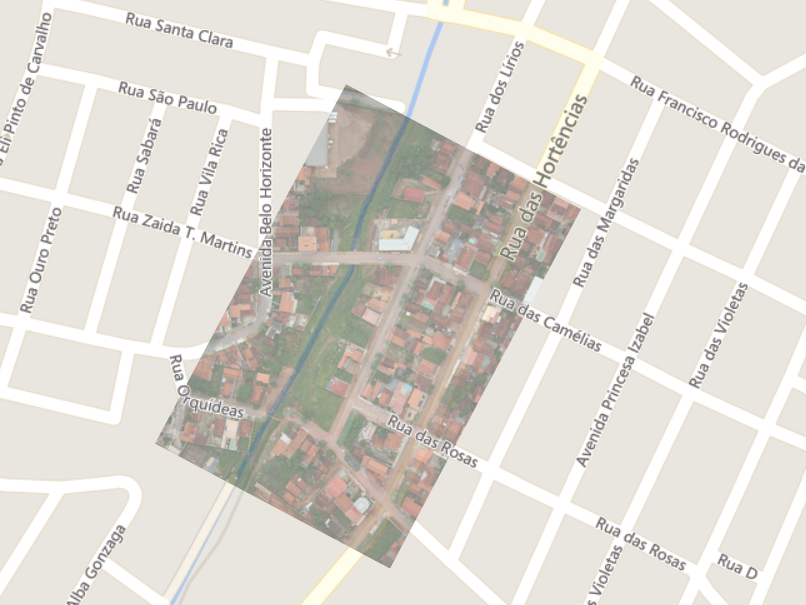 Rua Santa Clara
Rua dos Lírios
a Eli Pinto de Carvalho
Rua São Paulo
Rua Francisco Rodrigues da
Rua das Hortências
Rua Sabará
Rua Vila Rica
Avenida Belo Horizonte
Rua das Margaridas
Rua Ouro Preto
Rua Zaida T. Martins
Rua das Camélias
Rua das Violetas
Avenida Princesa Izabel
Rua Orquídeas
Rua das Rosas
Rua das Rosas
Alba Gonzaga
s Violetas
Rua D